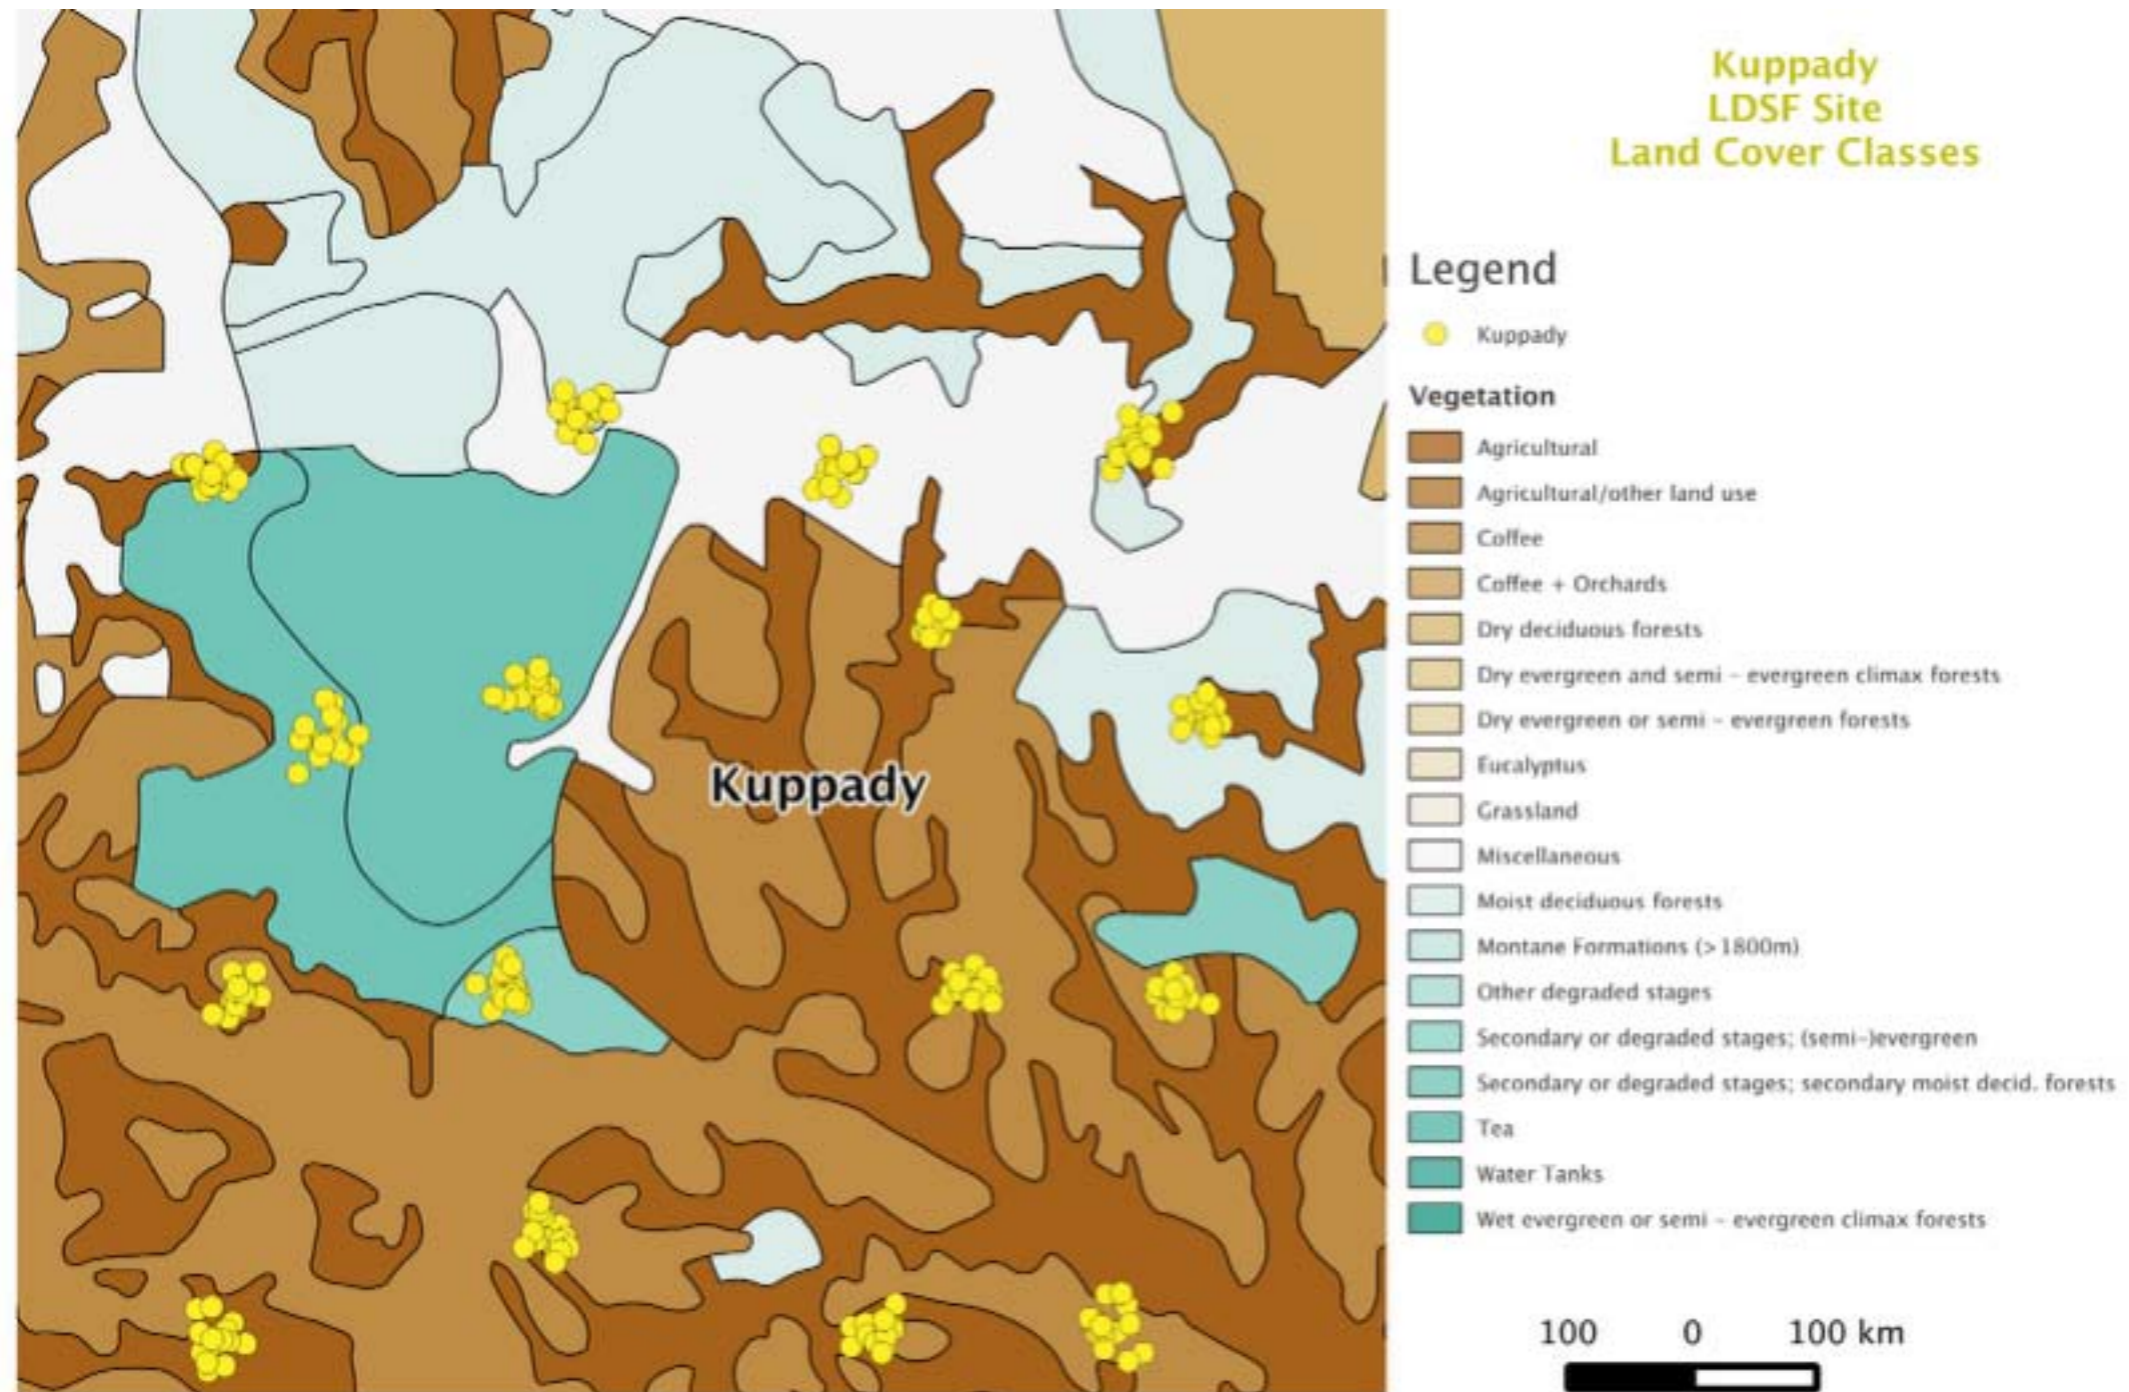 Kuppady
LDSF Site
Land Cover Classes
Legend
Kuppady
Vegetation
Agricultural
Agricultural/other land use
Coffee
Coffee + Orchards
Dry deciduous forests
Dry evergreen and semi - evergreen climax forests
Dry evergreen or semi - evergreen forests
Eucalyptus
Grassland
Miscellaneous
Moist deciduous forests
Montane Formations (>1800m)
Other degraded stages
Secondary or degraded stages; (semi-)evergreen
Secondary or degraded stages; secondary moist decid. forests
Tea
Water Tanks
Wet evergreen or semi - evergreen climax forests
Kuppady
100 0 100 km